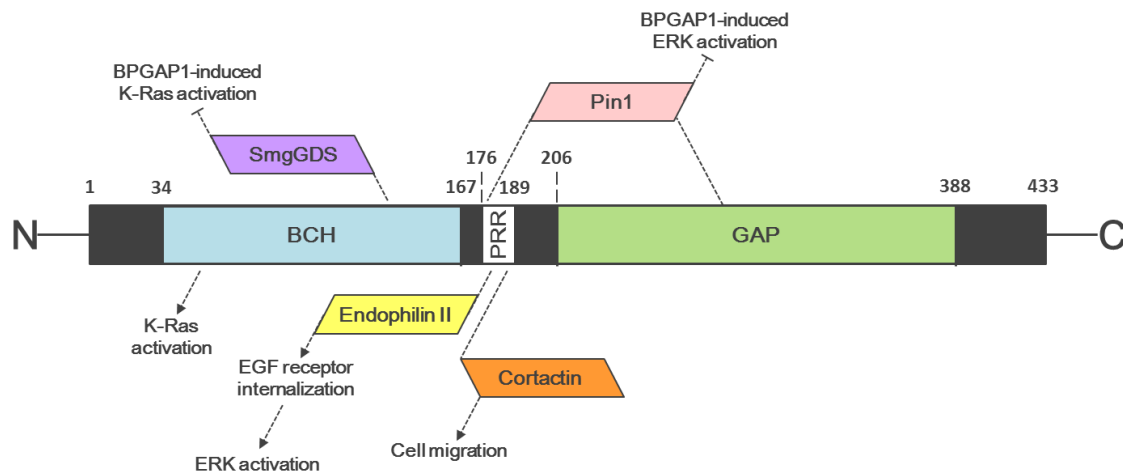 BPGAP1-induced
ERK activation
BPGAP1-induced
K-Ras activation
Pin1
SmgGDS
176
206
1
34
167
189
388
433
N
BCH
PRR
GAP
C
Endophilin II
K-Ras
activation
EGF receptor
internalization
Cortactin
Cell migration
ERK activation